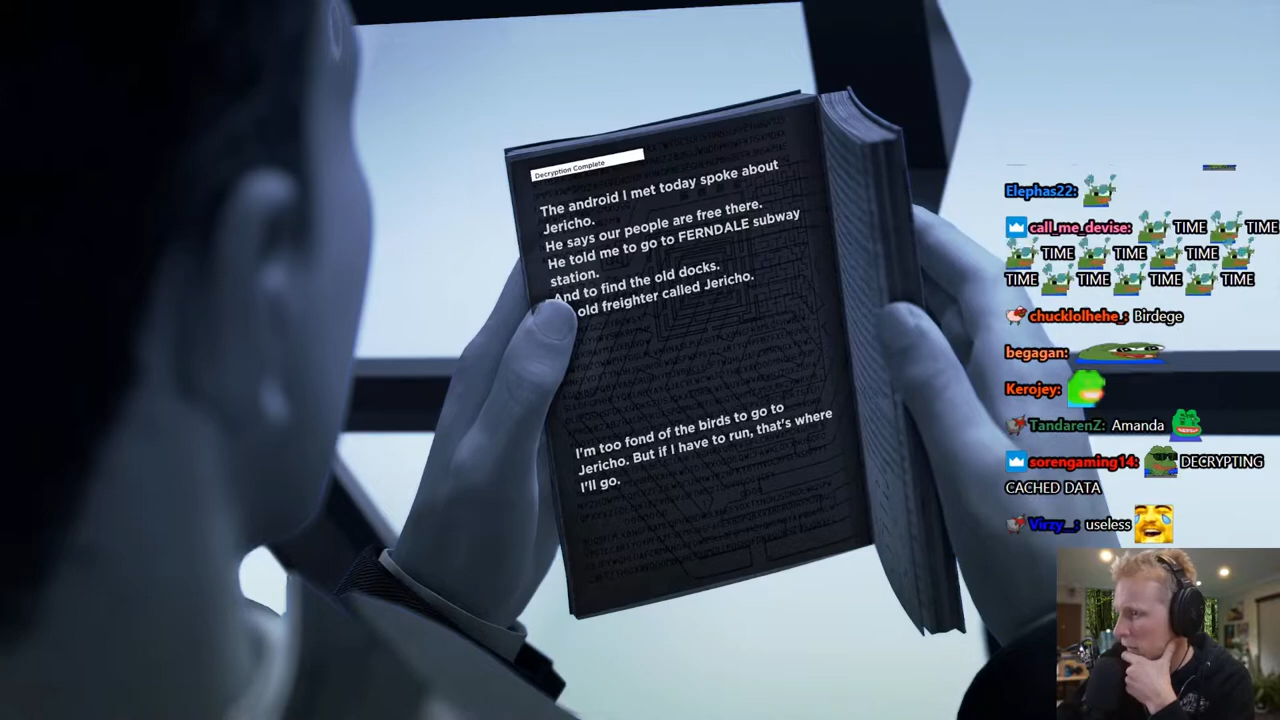 Decryption Complete
The android I met today spoke about
Jericho.
He says our people are free there.
He told me to go to FERNDALE subway
station.
And to find the old docks.
old freighter called Jericho.
I'm too fond of the birds to go to
Jericho. But if I have to run, that's where
I'll go.
Elephas22:
call_me_devise: TIME TIME
TIME TIME TIME TIME
TIME TIME TIME TIME
chucklolhehe_: Birdege
begagan:
Kerojey:
TandarenZ: Amanda
sorengaming14: DECRYPTING
CACHED DATA
Virzy__: useless